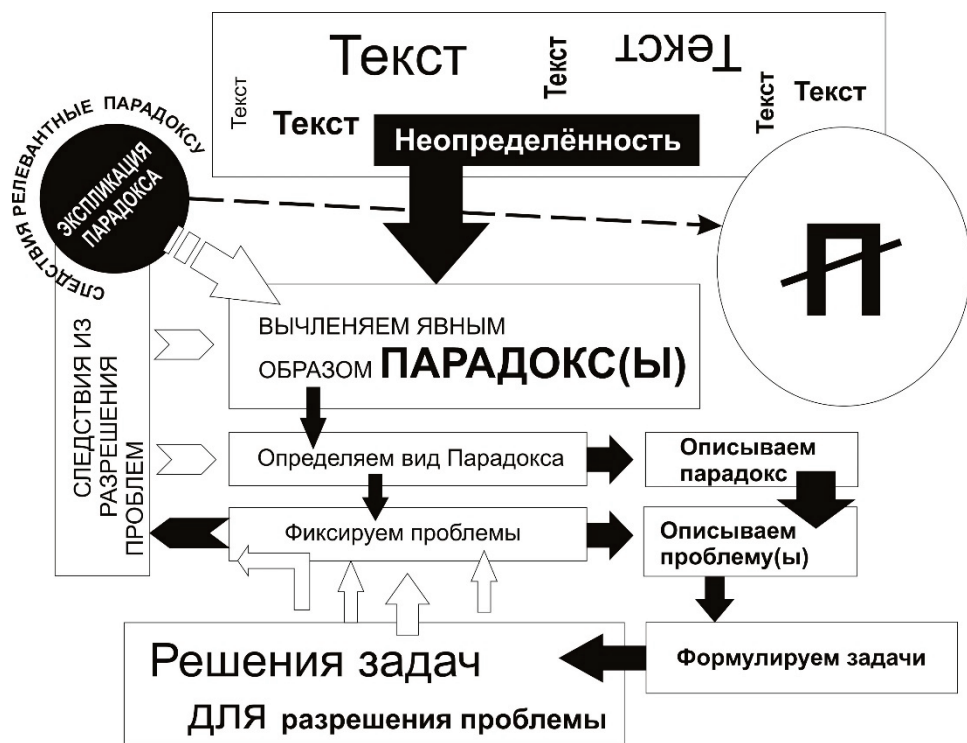 Текст
Текст
Текст
Текст
Текст
Текст
Текст
Неопределённость
СЛЕДСТВИЯ РЕЛЕВАНТНЫЕ ПАРАДОКСУ
ЭКСПЛИКАЦИЯ
ПАРАДОКСА
П
ВЫЧЛЕНЯЕМ ЯВНЫМ
ОБРАЗОМ ПАРАДОКС(Ы)
СЛЕДСТВИЯ ИЗ
РАЗРЕШЕНИЯ
ПРОБЛЕМ
Определяем вид Парадокса
Описываем
парадокс
Фиксируем проблемы
Описываем
проблему(ы)
Формулируем задачи
Решения задач
для разрешения проблемы